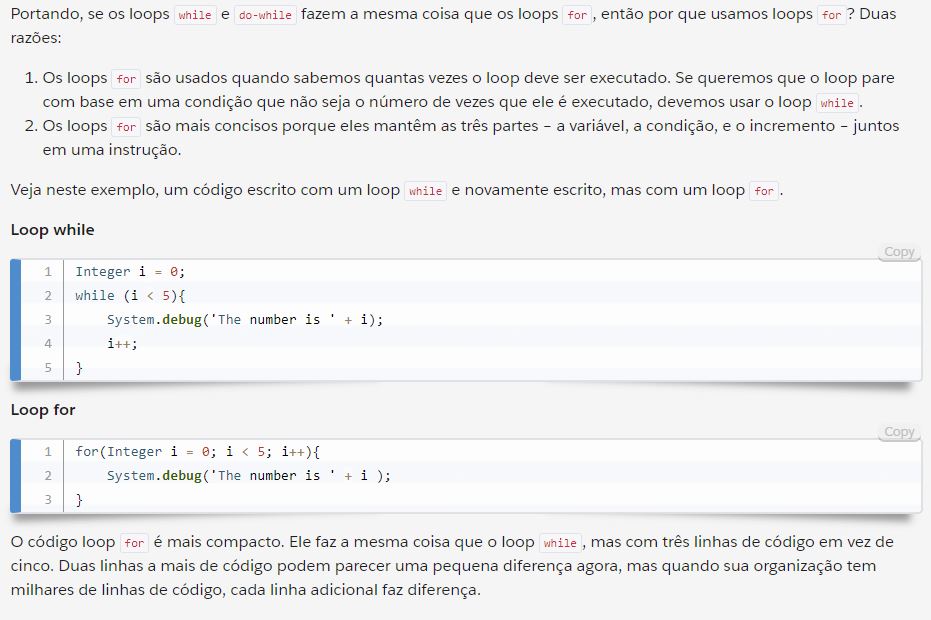 Portando, se os loops while e do-while fazem a mesma coisa que os loops for, então por que usamos loops for? Duas
razões:
1. Os loops for são usados quando sabemos quantas vezes o loop deve ser executado. Se queremos que o loop pare
com base em uma condição que não seja o número de vezes que ele é executado, devemos usar o loop while.
2. Os loops for são mais concisos porque eles mantêm as três partes – a variável, a condição, e o incremento – juntos
em uma instrução.
Veja neste exemplo, um código escrito com um loop while e novamente escrito, mas com um loop for.
Loop while
Copy
1 Integer i = 0;
2 while (i < 5){
3     System.debug('The number is ' + i);
4     i++;
5 }
Loop for
Copy
1 for(Integer i = 0; i < 5; i++){
2     System.debug('The number is ' + i );
3 }
O código loop for é mais compacto. Ele faz a mesma coisa que o loop while, mas com três linhas de código em vez de
cinco. Duas linhas a mais de código podem parecer uma pequena diferença agora, mas quando sua organização tem
milhares de linhas de código, cada linha adicional faz diferença.